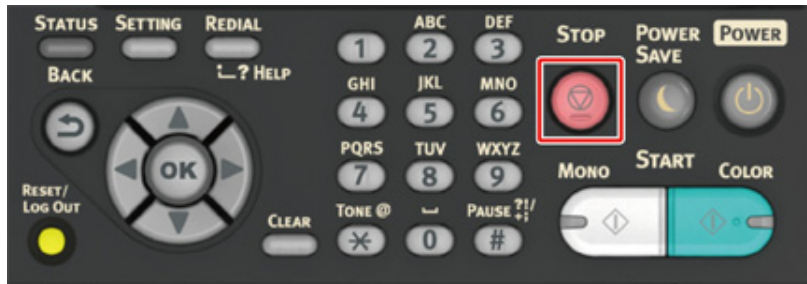 STATUS SETTING REDIAL
? HELP
BACK
OK
RESET/
LOG OUT
CLEAR
ABC DEF
1 2 3
GHI JKL MNO
4 5 6
PQRS TUV WXYZ
7 8 9
TONE @ ⌴ PAUSE ?!/+;
* 0 #
STOP
POWER
SAVE
POWER
START
MONO COLOR